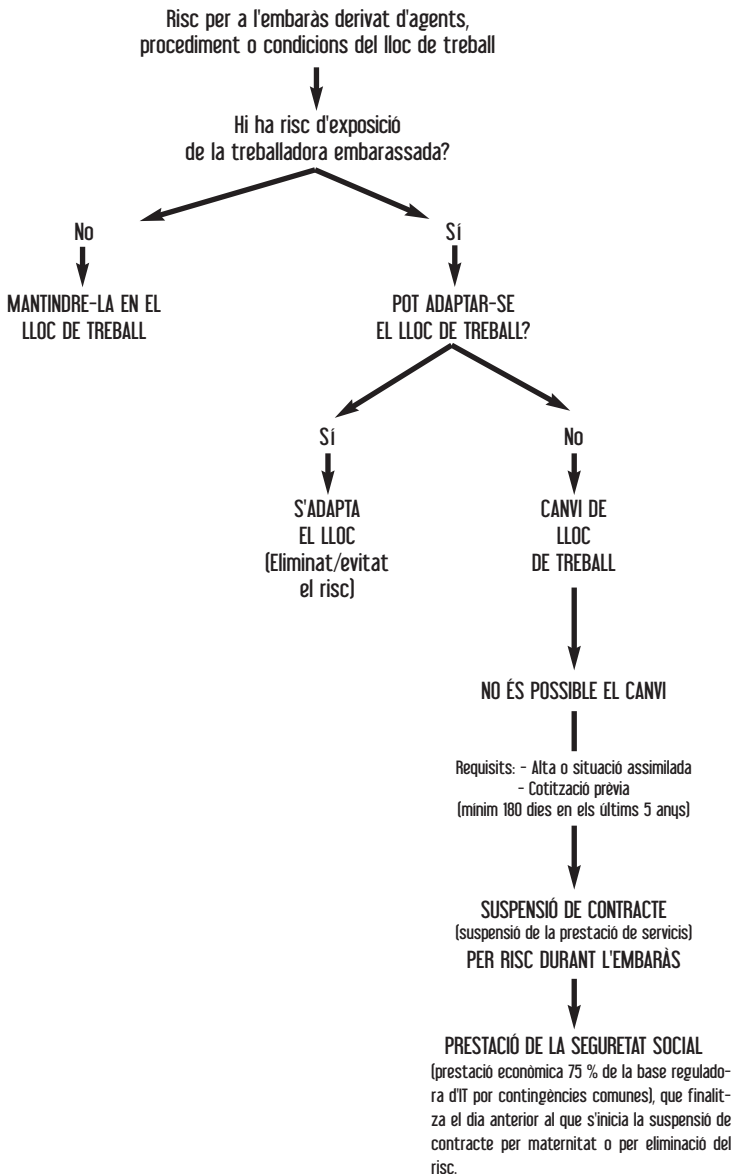 Risc per a l'embaràs derivat d'agents,
procediment o condicions del lloc de treball
Hi ha risc d'exposició
de la treballadora embarassada?
No
Sí
MANTINDRE-LA EN EL
LLOC DE TREBALL
POT ADAPTAR-SE
EL LLOC DE TREBALL?
Sí
No
S'ADAPTA
EL LLOC
(Eliminat/evitat
el risc)
CANVI DE
LLOC
DE TREBALL
NO ÉS POSSIBLE EL CANVI
Requisits: - Alta o situació assimilada
- Cotització prèvia
(mínim 180 dies en els últims 5 anys)
SUSPENSIÓ DE CONTRACTE
(suspensió de la prestació de servicis)
PER RISC DURANT L'EMBARÀS
PRESTACIÓ DE LA SEGURETAT SOCIAL
(prestació econòmica 75 % de la base regulado-
ra d'IT por contingències comunes), que finalit-
za el dia anterior al que s'inicia la suspensió de
contracte per maternitat o per eliminació del
risc.